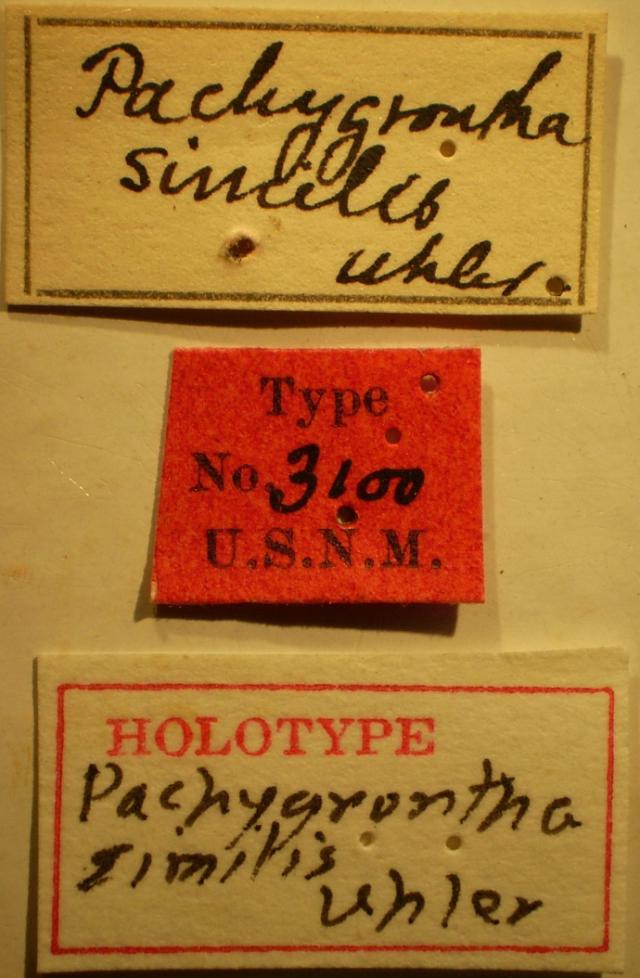 Pachygrontha
similis
Uhler.
Type
No. 3100
U.S.N.M.
HOLOTYPE
Pachygrontha
similis
Uhler